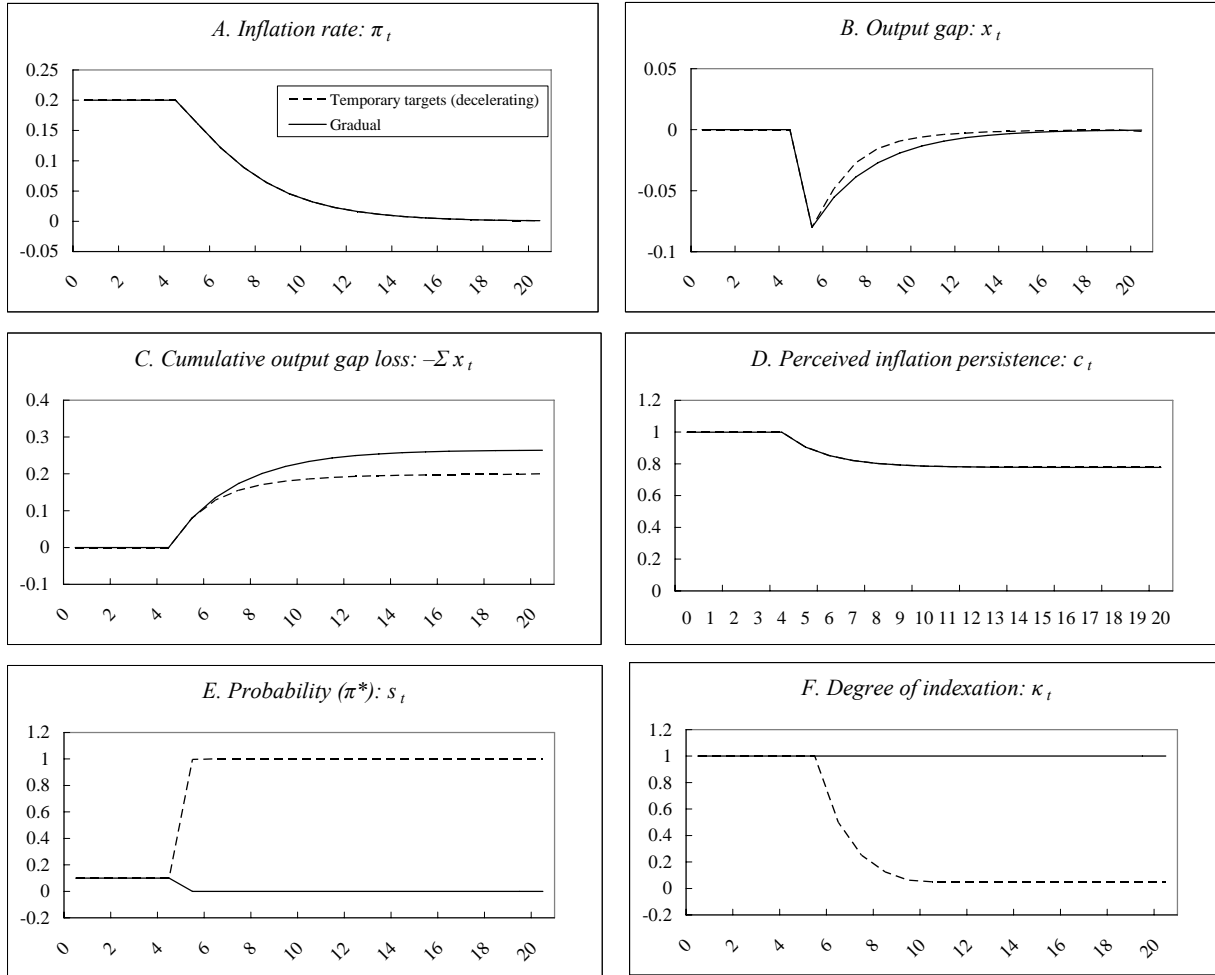 A. Inflation rate: π t
0.25
0.2
0.15
0.1
0.05
0
-0.05
0 2 4 6 8 10 12 14 16 18 20
Temporary targets (decelerating)
Gradual
B. Output gap: x t
0.05
0
-0.05
-0.1
0 2 4 6 8 10 12 14 16 18 20
C. Cumulative output gap loss: –Σ x t
0.4
0.3
0.2
0.1
0
-0.1
0 2 4 6 8 10 12 14 16 18 20
D. Perceived inflation persistence: c t
1.2
1
0.8
0.6
0.4
0.2
0
0 1 2 3 4 5 6 7 8 9 10 11 12 13 14 15 16 17 18 19 20
E. Probability (π*): s t
1.2
1
0.8
0.6
0.4
0.2
0
-0.2
0 2 4 6 8 10 12 14 16 18 20
F. Degree of indexation: κ t
1.2
1
0.8
0.6
0.4
0.2
0
-0.2
0 2 4 6 8 10 12 14 16 18 20